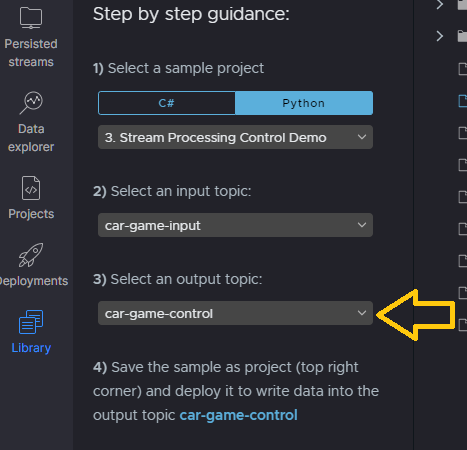 Persisted
streams
Data
explorer
Projects
Deployments
Library
Step by step guidance:
1) Select a sample project
C#
Python
3. Stream Processing Control Demo
2) Select an input topic:
car-game-input
3) Select an output topic:
car-game-control
4) Save the sample as project (top right
corner) and deploy it to write data into the
output topic car-game-control